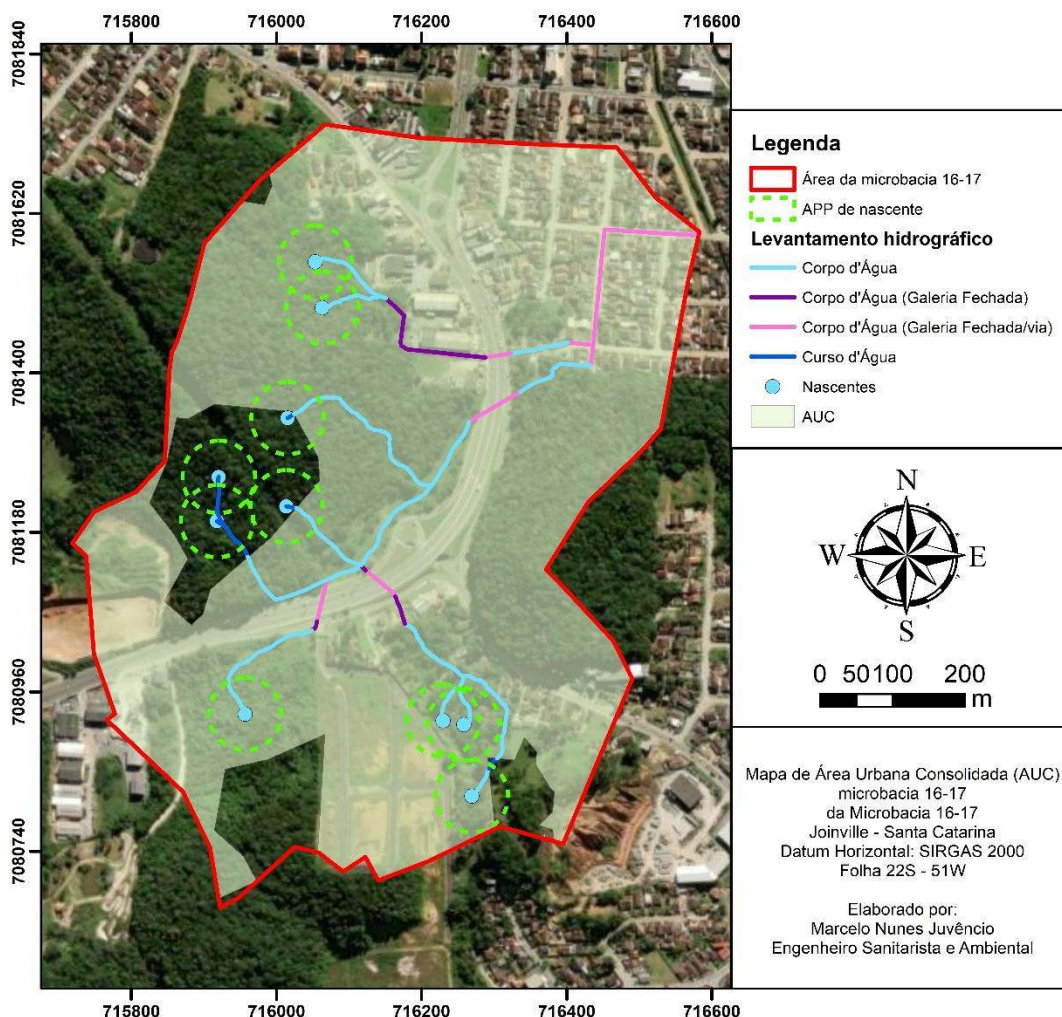 715800 716000 716200 716400 716600
7081840
7081620
7081400
7081180
7080960
7080740
715800 716000 716200 716400 716600
Legenda
Área da microbacia 16-17
APP de nascente
Levantamento hidrográfico
Corpo d'Água
Corpo d'Água (Galeria Fechada)
Corpo d'Água (Galeria Fechada/via)
Curso d'Água
Nascentes
AUC
N
W E
S
0 50 100 200
m
Mapa de Área Urbana Consolidada (AUC)
microbacia 16-17
da Microbacia 16-17
Joinville - Santa Catarina
Datum Horizontal: SIRGAS 2000
Folha 22S - 51W
Elaborado por:
Marcelo Nunes Juvêncio
Engenheiro Sanitarista e Ambiental